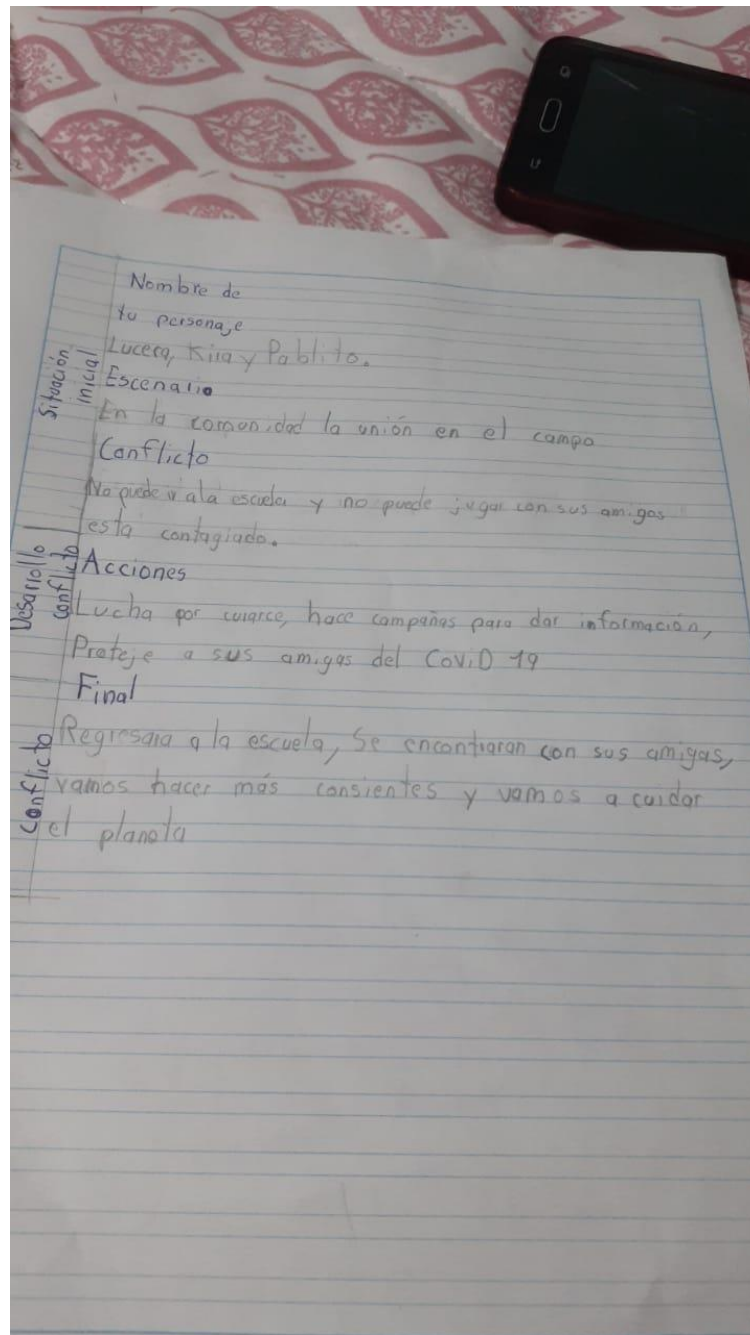 Nombre de
tu personaje
Lucera, Kira y Pablito.
Situación
inicial
Escenario
En la comunidad la unión en el campo
Conflicto
No puede ir a la escuela y no puede jugar con sus amigos
esta contagiado.
Desarrollo
conflicto
Acciones
Lucha por curarce, hace campañas para dar información,
Proteje a sus amigas del CoviD 19
Final
Conflicto
Regresara a la escuela, Se encontraran con sus amigas,
vamos hacer más consientes y vamos a cuidar
el planeta